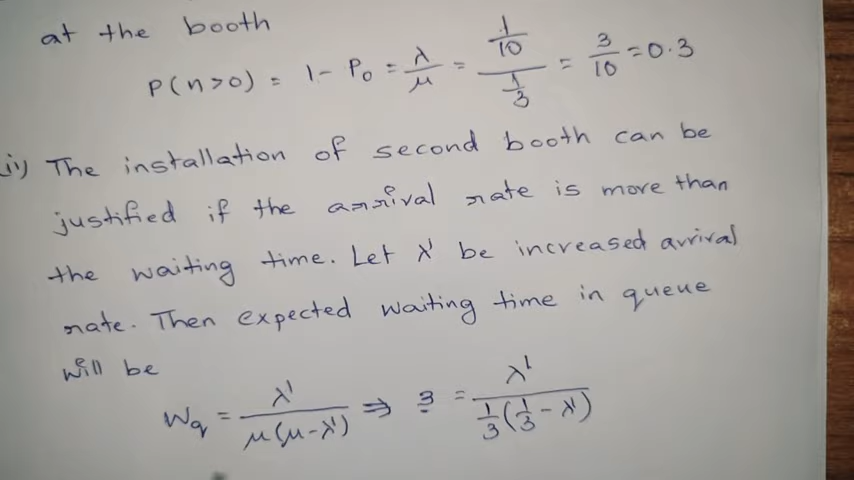 at the booth
P(n>0) = 1 - P₀ = λ/μ = (1/10)/(1/3) = 3/10 = 0.3
ii) The installation of second booth can be
justified if the arrival rate is more than
the waiting time. Let λ' be increased arrival
rate. Then expected waiting time in queue
will be
Wq = λ'/μ(μ-λ') ⇒ 3 = λ'/(1/3(1/3 - λ'))